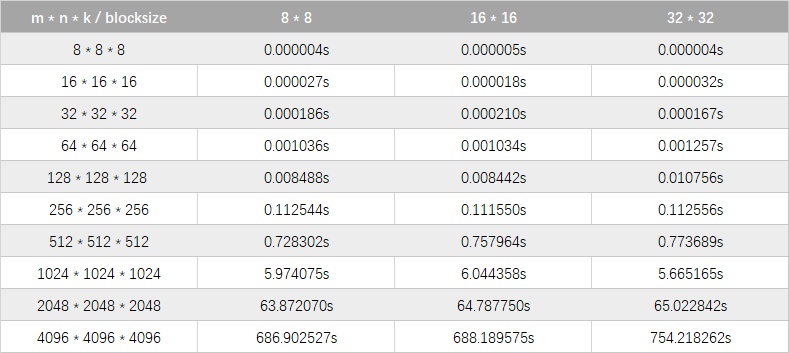 m * n * k / blocksize 8 * 8 16 * 16 32 * 32
8 * 8 * 8 0.000004s 0.000005s 0.000004s
16 * 16 * 16 0.000027s 0.000018s 0.000032s
32 * 32 * 32 0.000186s 0.000210s 0.000167s
64 * 64 * 64 0.001036s 0.001034s 0.001257s
128 * 128 * 128 0.008488s 0.008442s 0.010756s
256 * 256 * 256 0.112544s 0.111550s 0.112556s
512 * 512 * 512 0.728302s 0.757964s 0.773689s
1024 * 1024 * 1024 5.974075s 6.044358s 5.665165s
2048 * 2048 * 2048 63.872070s 64.787750s 65.022842s
4096 * 4096 * 4096 686.902527s 688.189575s 754.218262s